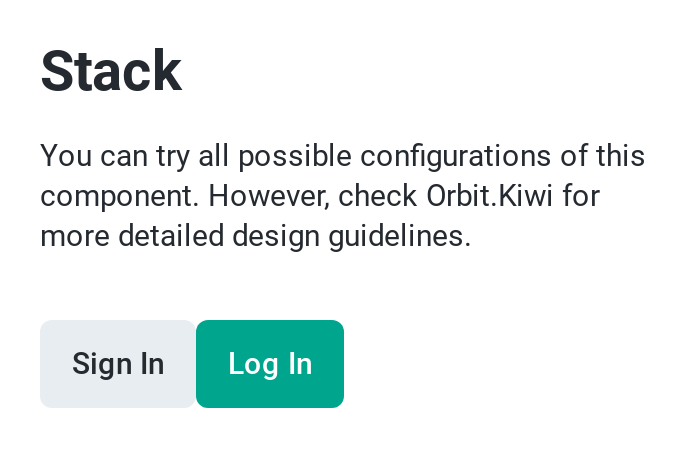 Stack
You can try all possible configurations of this
component. However, check Orbit.Kiwi for
more detailed design guidelines.
Sign In Log In